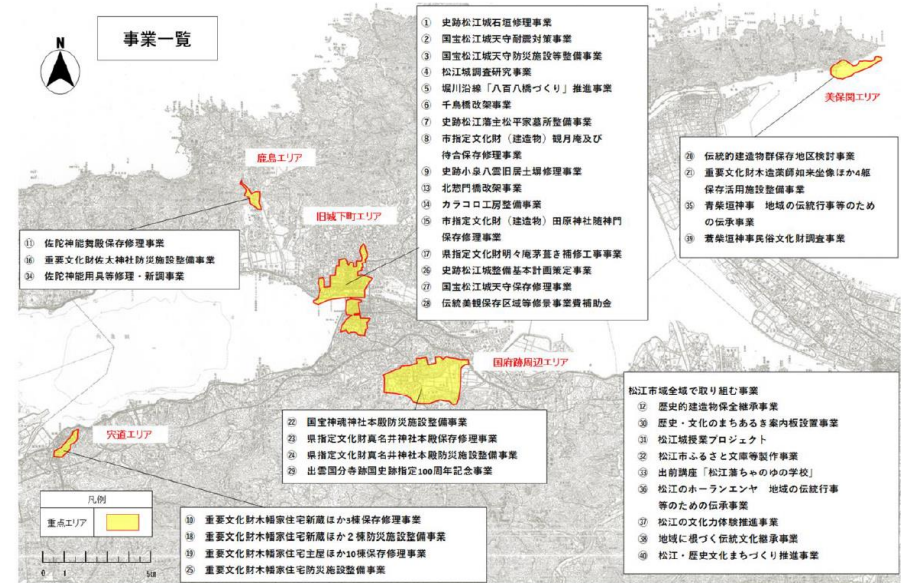 事業一覧
N
① 史跡松江城石垣修理事業
② 国宝松江城天守耐震対策事業
③ 国宝松江城天守防災施設等整備事業
④ 松江城調査研究事業
⑤ 堀川沿線「八百八橋づくり」推進事業
⑥ 千鳥橋改架事業
⑦ 史跡松江藩主松平家墓所整備事業
⑧ 市指定文化財（建造物）観月庵及び
待合保存修理事業
⑨ 史跡小泉八雲旧居土塀修理事業
⑬ 北惣門橋改架事業
⑭ カラコロ工房整備事業
⑮ 市指定文化財（建造物）田原神社随神門
保存修理事業
⑰ 県指定文化財明々庵茅葺き補修工事事業
㉖ 史跡松江城整備基本計画策定事業
㉗ 国宝松江城天守保存修理事業
㉘ 伝統美観保存区域等修景事業費補助金
美保関エリア
⑳ 伝統的建造物群保存地区検討事業
㉑ 重要文化財木造薬師如来坐像ほか4躯
保存活用施設整備事業
㉟ 青柴垣神事 地域の伝統行事等のため
の伝承事業
㊴ 蒼柴垣神事民俗文化財調査事業
鹿島エリア
旧城下町エリア
⑪ 佐陀神能舞殿保存修理事業
⑯ 重要文化財佐太神社防災施設整備事業
㉞ 佐陀神能用具等修理・新調事業
国府跡周辺エリア
㉒ 国宝神魂神社本殿防災施設整備事業
㉓ 県指定文化財真名井神社本殿保存修理事業
㉔ 県指定文化財真名井神社本殿防災施設整備事業
㉙ 出雲国分寺跡国史跡指定100周年記念事業
松江市域全域で取り組む事業
⑫ 歴史的建造物保全継承事業
㉚ 歴史・文化のまちあるき案内板設置事業
㉛ 松江城授業プロジェクト
㉜ 松江市ふるさと文庫等製作事業
㉝ 出前講座「松江藩ちゃのゆの学校」
㊱ 松江のホーランエンヤ 地域の伝統行事
等のための伝承事業
㊲ 松江の文化力体験推進事業
㊳ 地域に根づく伝統文化継承事業
㊵ 松江・歴史文化まちづくり推進事業
宍道エリア
凡例
重点エリア
⑩ 重要文化財木幡家住宅新蔵ほか3棟保存修理事業
⑱ 重要文化財木幡家住宅新蔵ほか２棟防災施設整備事業
⑲ 重要文化財木幡家住宅主屋ほか10棟保存修理事業
㉕ 重要文化財木幡家住宅防災施設整備事業
0 1 5㎞